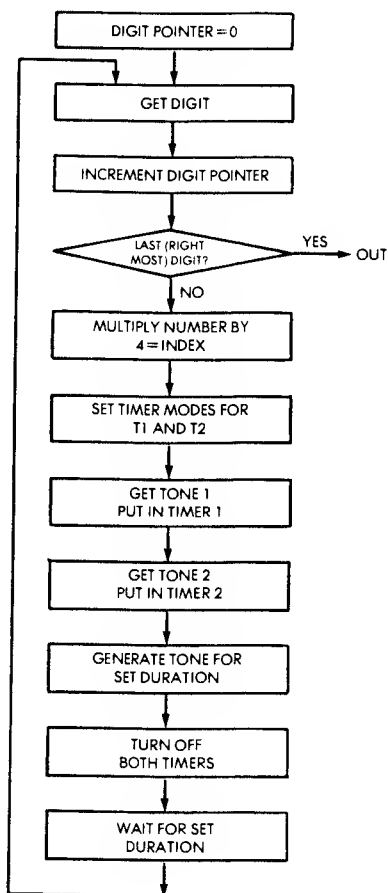 DIGIT POINTER = 0
GET DIGIT
INCREMENT DIGIT POINTER
LAST (RIGHT
MOST) DIGIT?
YES
OUT
NO
MULTIPLY NUMBER BY
4 = INDEX
SET TIMER MODES FOR
T1 AND T2
GET TONE 1
PUT IN TIMER 1
GET TONE 2
PUT IN TIMER 2
GENERATE TONE FOR
SET DURATION
TURN OFF
BOTH TIMERS
WAIT FOR SET
DURATION